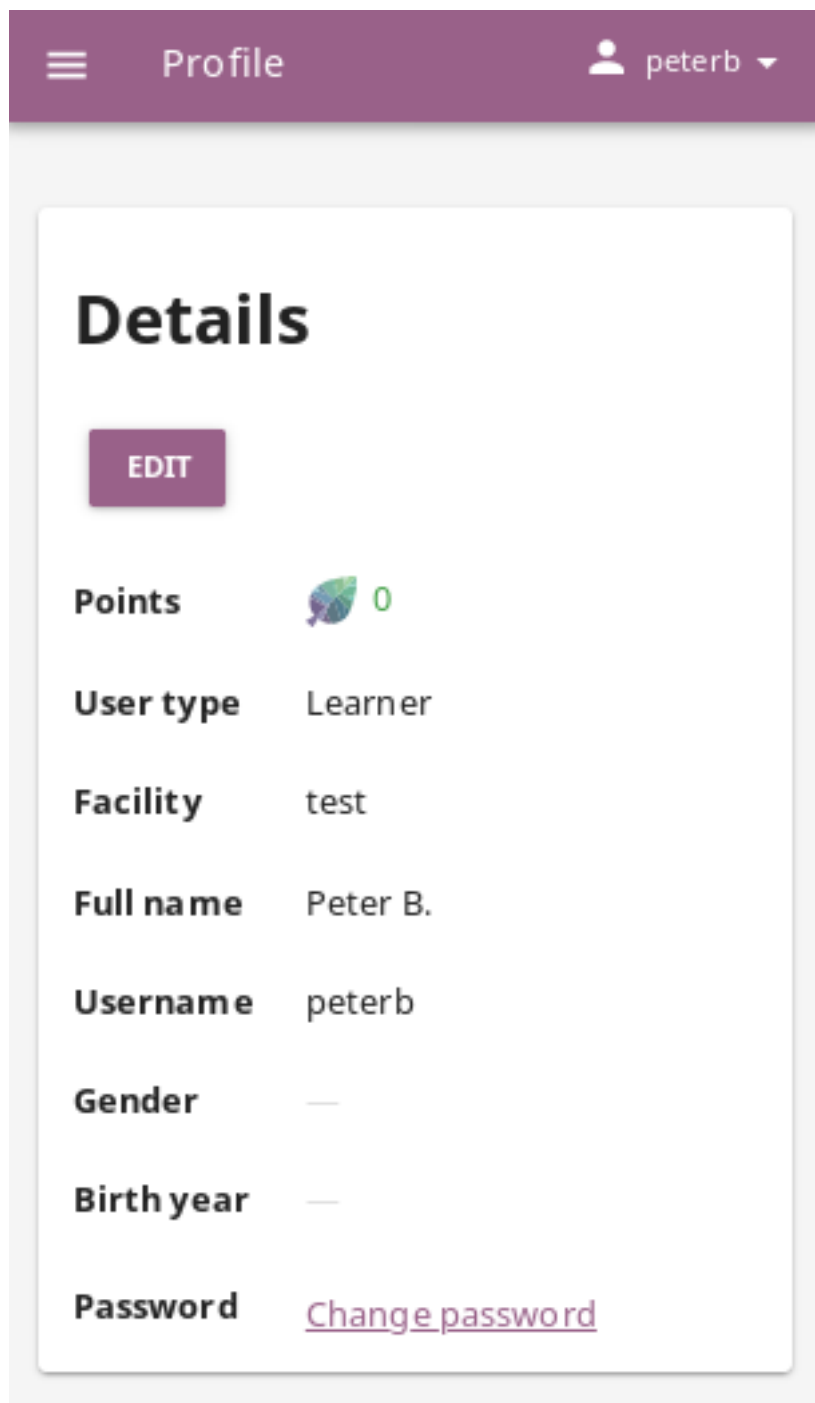 Profile peterb
Details
EDIT
Points 0
User type Learner
Facility test
Full name Peter B.
Username peterb
Gender —
Birth year —
Password Change password